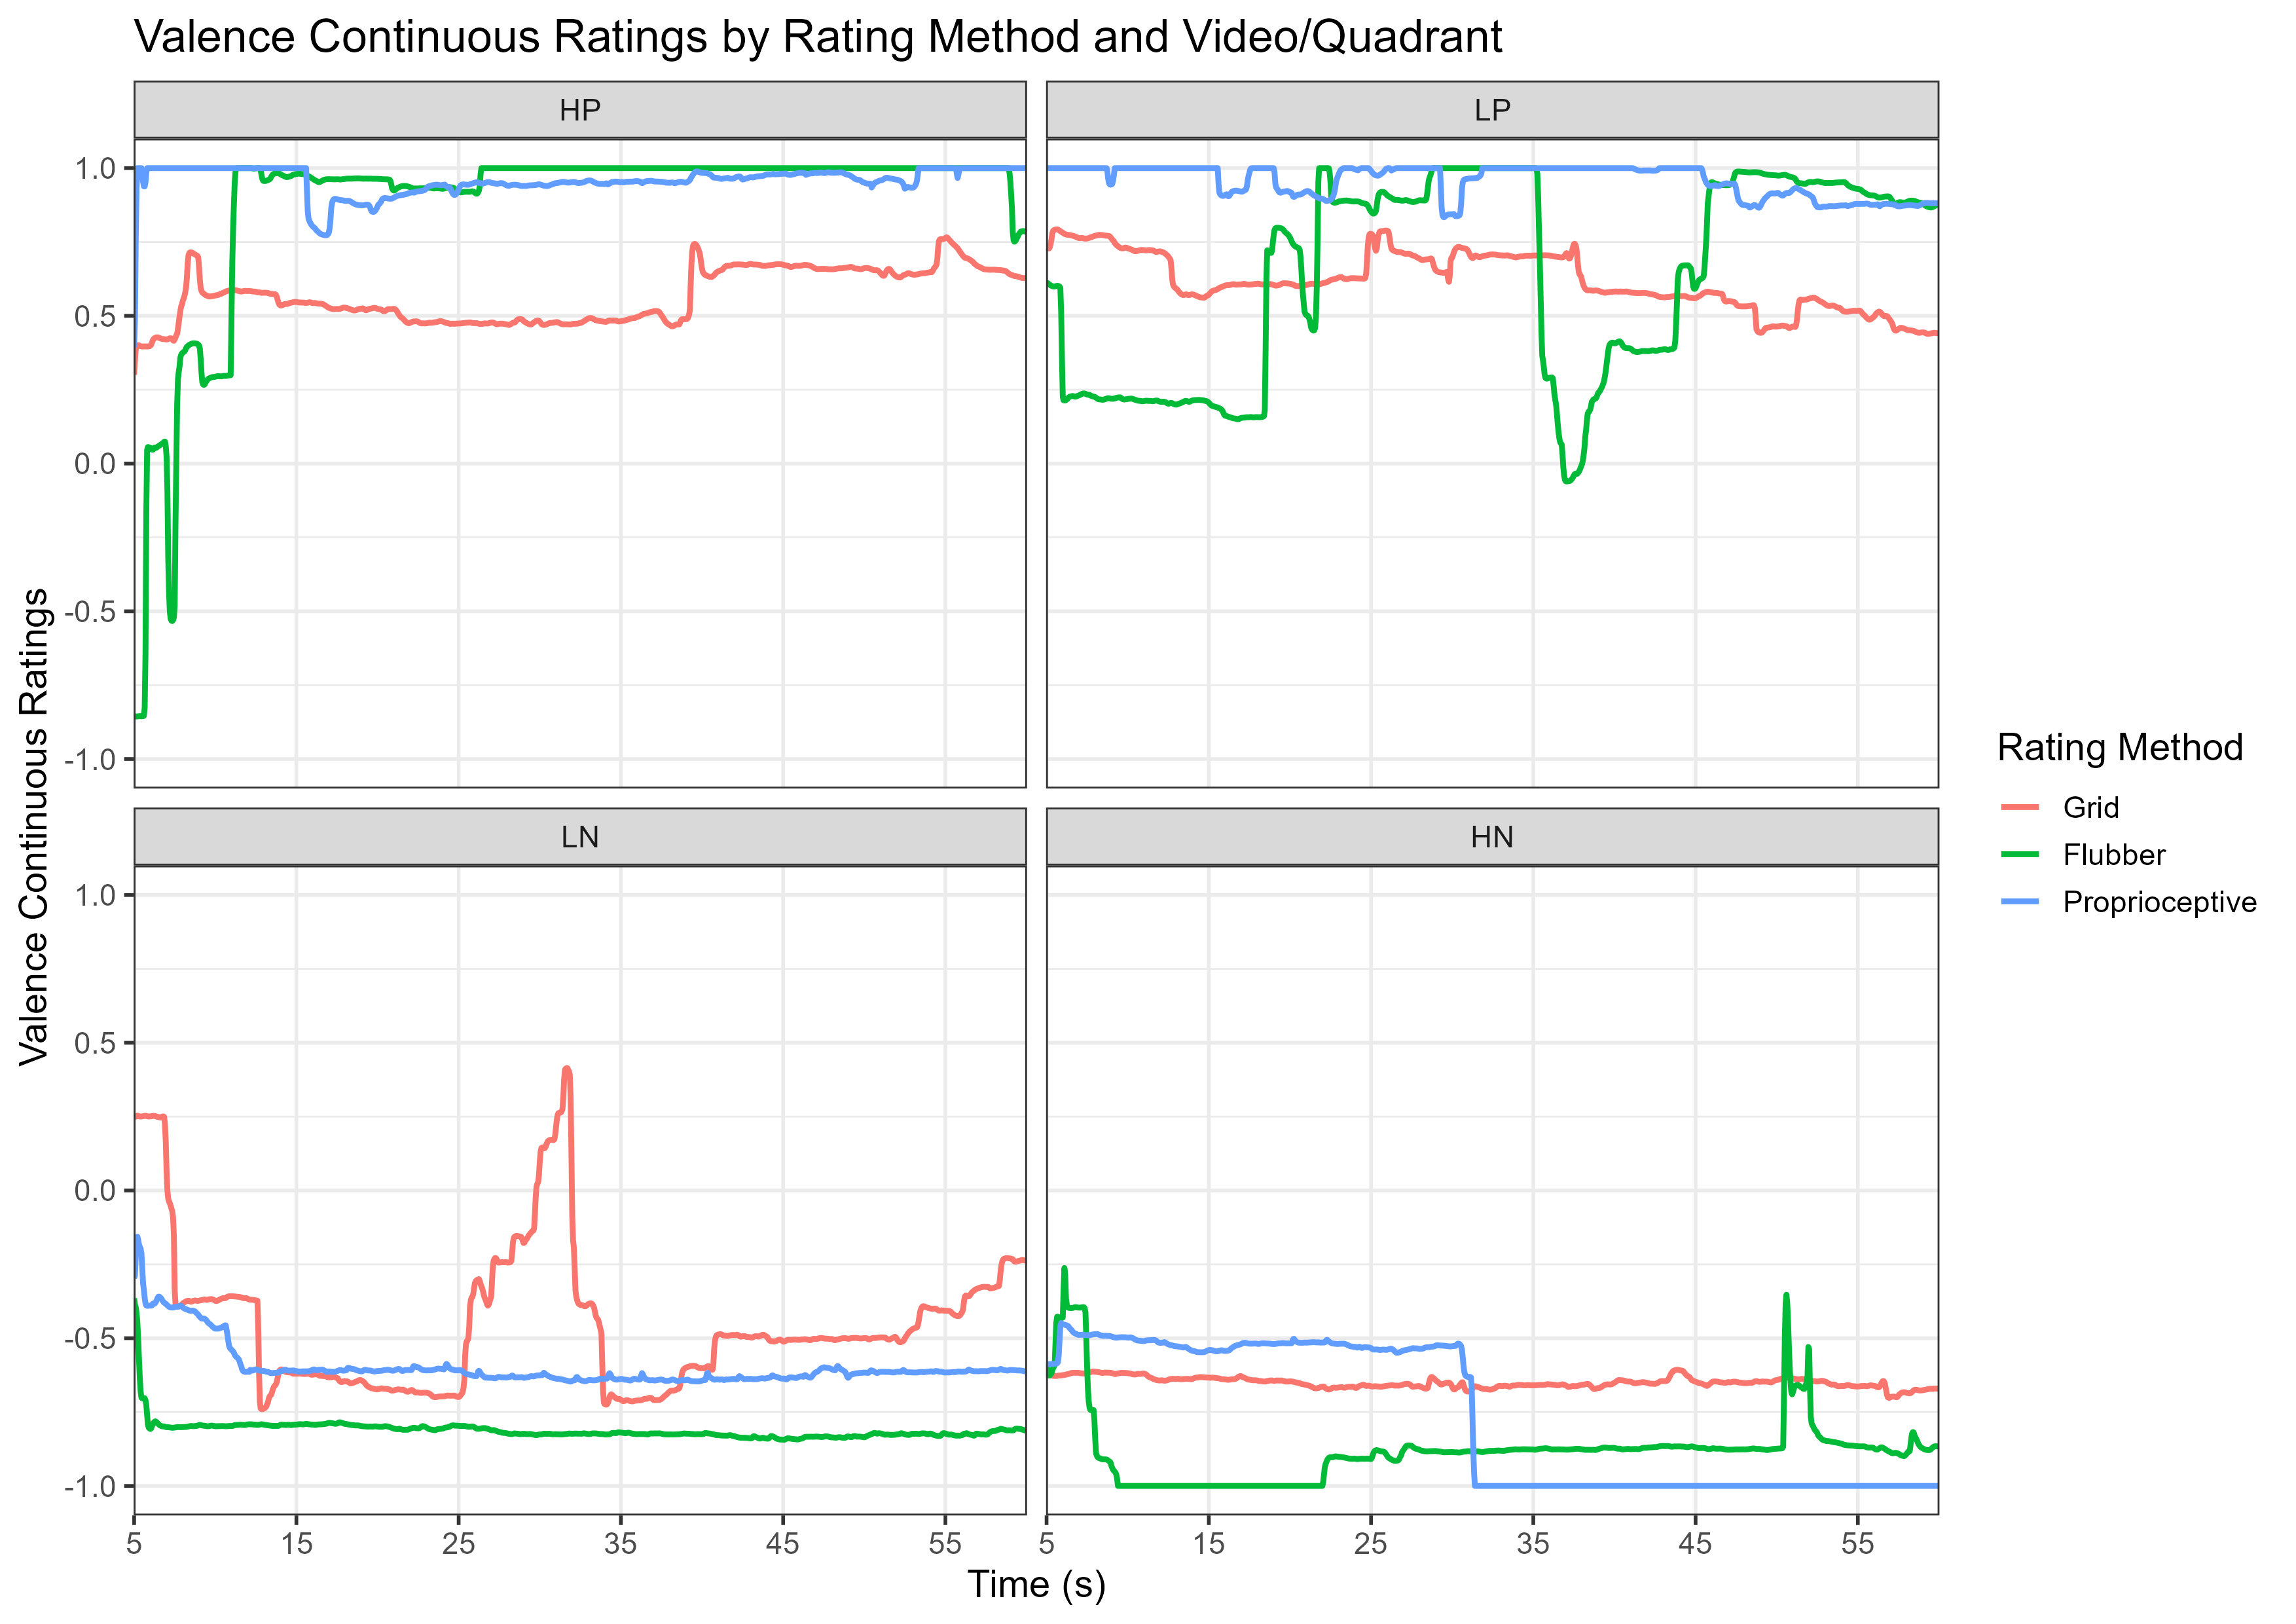 Valence Continuous Ratings by Rating Method and Video/Quadrant
HP
LP
1.0
0.5
0.0
-0.5
-1.0
LN
HN
1.0
0.5
0.0
-0.5
-1.0
5 15 25 35 45 55
5 15 25 35 45 55
Time (s)
Valence Continuous Ratings
Rating Method
Grid
Flubber
Proprioceptive